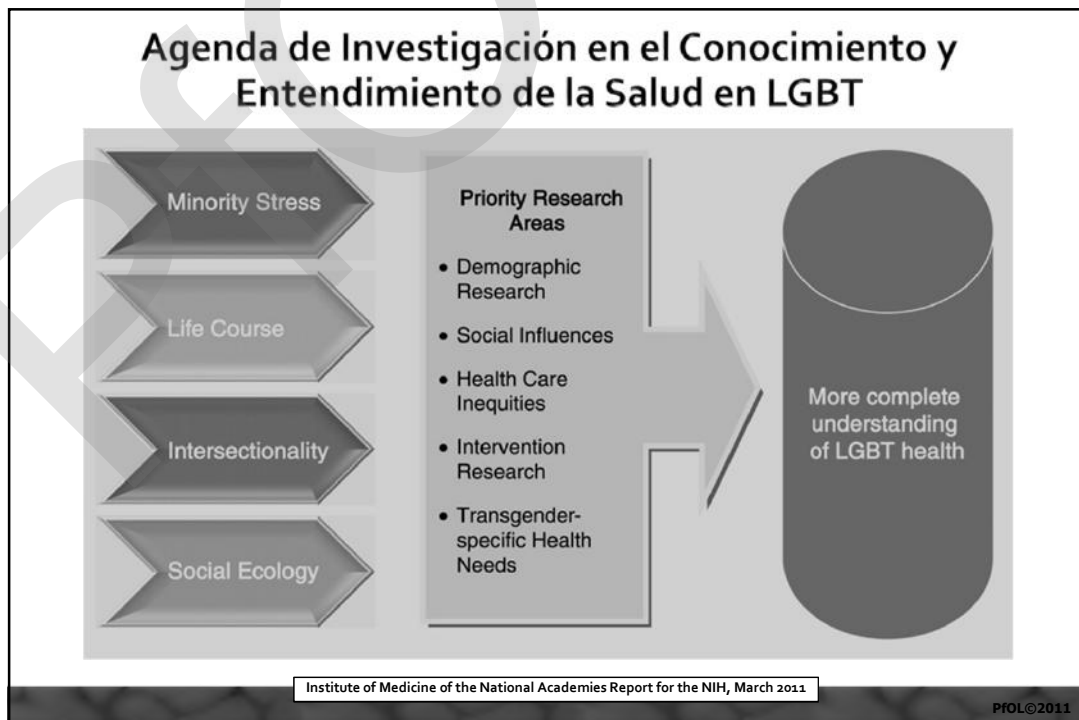 Agenda de Investigación en el Conocimiento y
Entendimiento de la Salud en LGBT
Minority Stress
Life Course
Intersectionality
Social Ecology
Priority Research
Areas
• Demographic
Research
• Social Influences
• Health Care
Inequities
• Intervention
Research
• Transgender-
specific Health
Needs
More complete
understanding
of LGBT health
Institute of Medicine of the National Academies Report for the NIH, March 2011
PfOL©2011